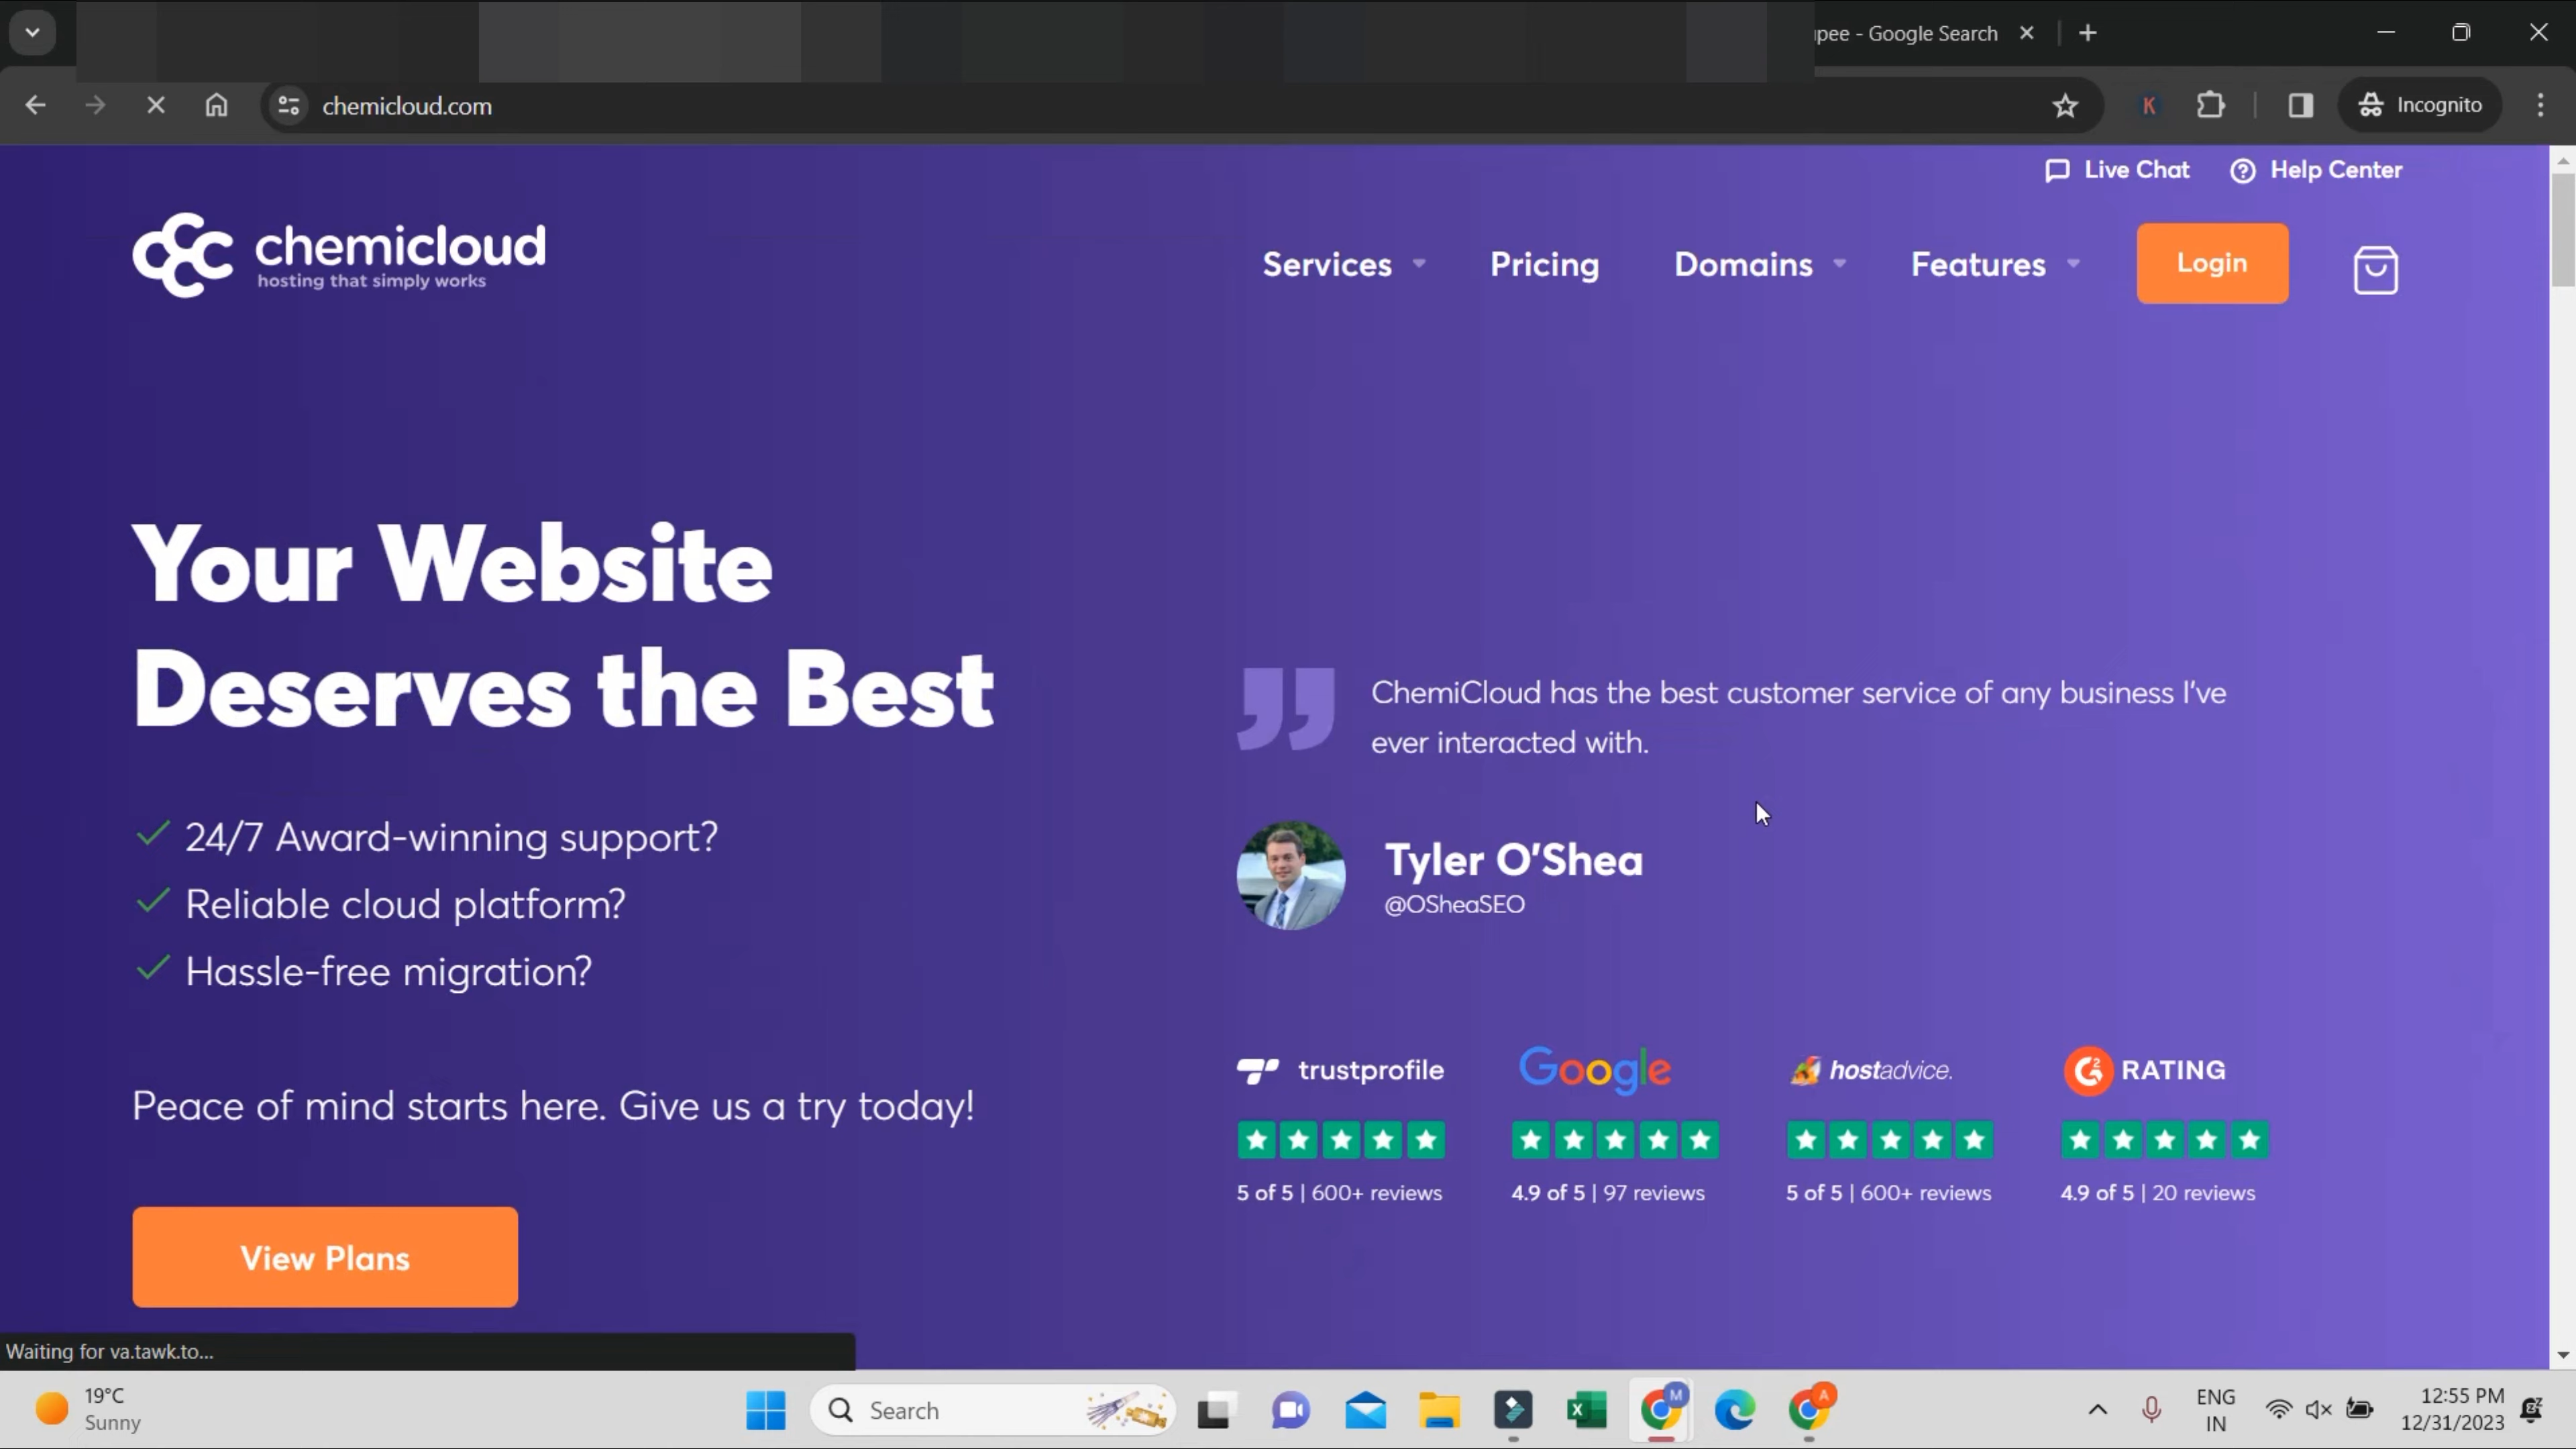 pee - Google Search
chemicloud.com
Incognito
Live Chat
Help Center
chemicloud
hosting that simply works
Services
Pricing
Domains
Features
Login
Your Website
Deserves the Best
24/7 Award-winning support?
Reliable cloud platform?
Hassle-free migration?
Peace of mind starts here. Give us a try today!
View Plans
ChemiCloud has the best customer service of any business I've
ever interacted with.
Tyler O'Shea
@OSheaSEO
trustprofile
Google
hostadvice.
G2 RATING
5 of 5 | 600+ reviews
4.9 of 5 | 97 reviews
5 of 5 | 600+ reviews
4.9 of 5 | 20 reviews
Waiting for va.tawk.to...
19°C
Sunny
Search
M
A
ENG
IN
12:55 PM
12/31/2023